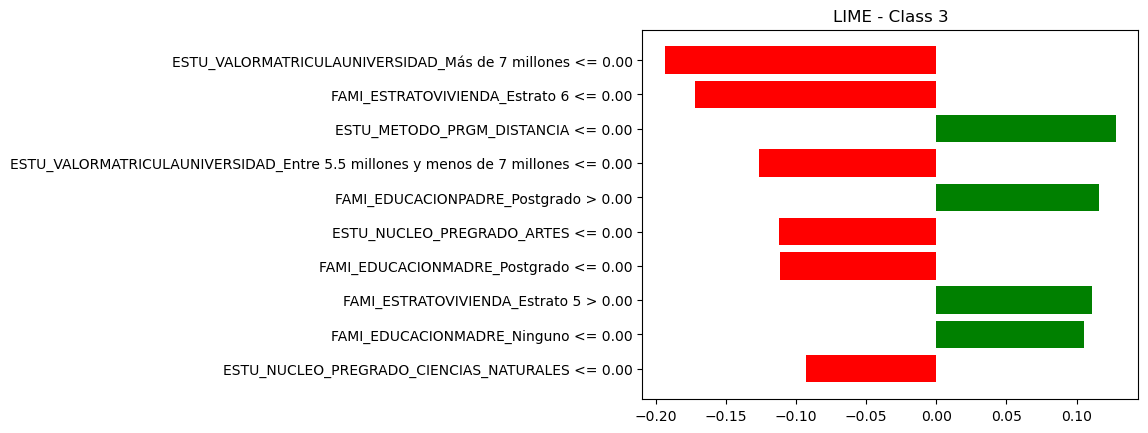 LIME - Class 3
ESTU_VALORMATRICULAUNIVERSIDAD_Más de 7 millones <= 0.00
FAMI_ESTRATOVIVIENDA_Estrato 6 <= 0.00
ESTU_METODO_PRGM_DISTANCIA <= 0.00
ESTU_VALORMATRICULAUNIVERSIDAD_Entre 5.5 millones y menos de 7 millones <= 0.00
FAMI_EDUCACIONPADRE_Postgrado > 0.00
ESTU_NUCLEO_PREGRADO_ARTES <= 0.00
FAMI_EDUCACIONMADRE_Postgrado <= 0.00
FAMI_ESTRATOVIVIENDA_Estrato 5 > 0.00
FAMI_EDUCACIONMADRE_Ninguno <= 0.00
ESTU_NUCLEO_PREGRADO_CIENCIAS_NATURALES <= 0.00
−0.20 −0.15 −0.10 −0.05 0.00 0.05 0.10